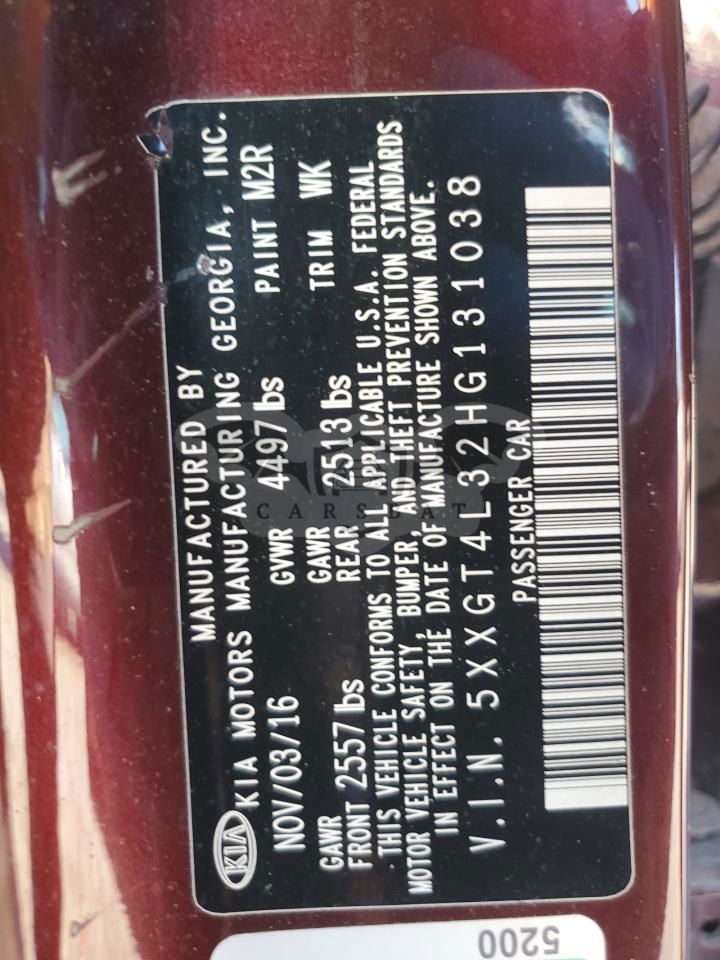 MANUFACTURED BY
KIA KIA MOTORS MANUFACTURING GEORGIA, INC.
NOV/03/16 GVWR 4497 lbs PAINT M2R
GAWR GAWR TRIM WK
FRONT 2557 lbs REAR 2513 lbs
THIS VEHICLE CONFORMS TO ALL APPLICABLE U.S.A. FEDERAL
MOTOR VEHICLE SAFETY, BUMPER, AND THEFT PREVENTION STANDARDS
IN EFFECT ON THE DATE OF MANUFACTURE SHOWN ABOVE.
V.I.N. 5XXGT4L32HG131038
PASSENGER CAR
5200
CARSCAT